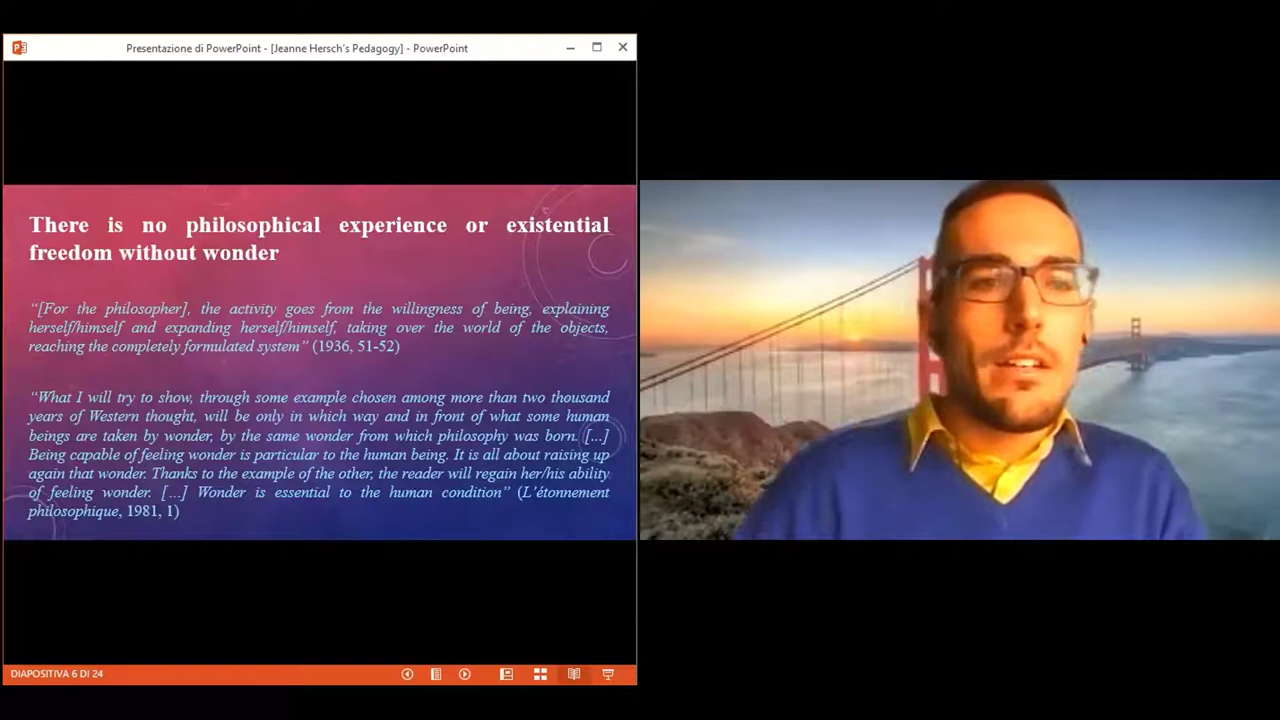 Presentazione di PowerPoint - [Jeanne Hersch's Pedagogy] - PowerPoint
There is no philosophical experience or existential
freedom without wonder
“[For the philosopher], the activity goes from the willingness of being, explaining
herself/himself and expanding herself/himself, taking over the world of the objects,
reaching the completely formulated system” (1936, 51-52)
“What I will try to show, through some example chosen among more than two thousand
years of Western thought, will be only in which way and in front of what some human
beings are taken by wonder, by the same wonder from which philosophy was born. [...]
Being capable of feeling wonder is particular to the human being. It is all about raising up
again that wonder. Thanks to the example of the other, the reader will regain her/his ability
of feeling wonder. [...] Wonder is essential to the human condition” (L’étonnement
philosophique, 1981, 1)
DIAPOSITIVA 6 DI 24